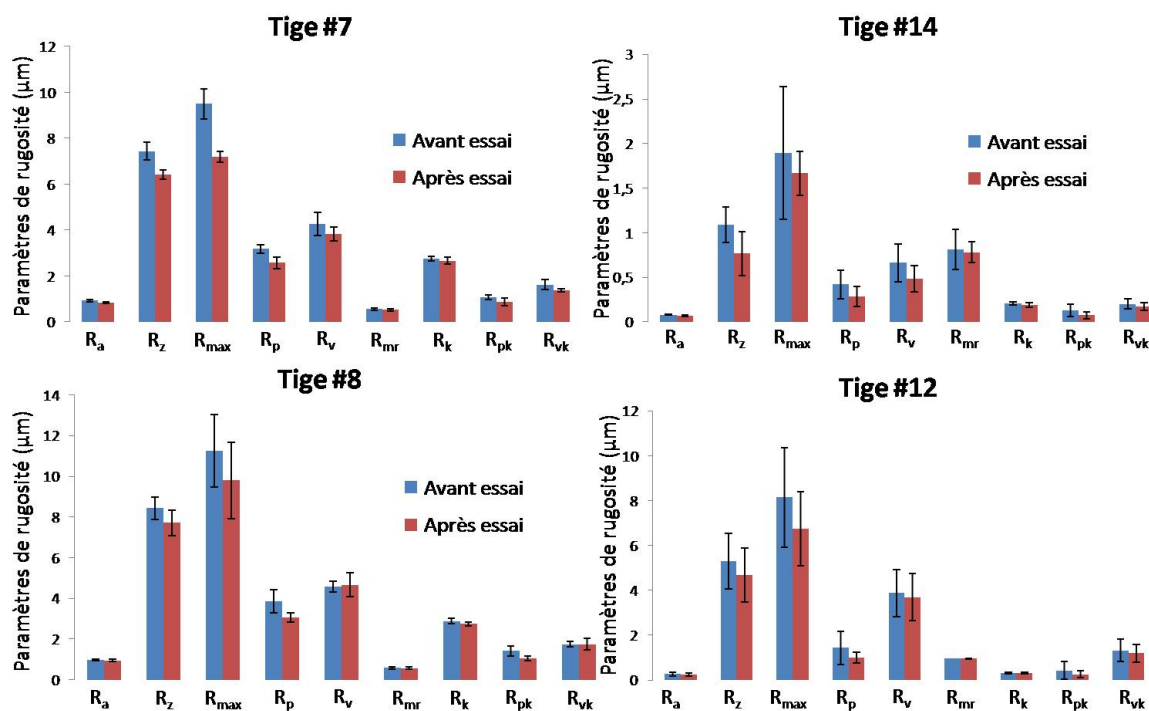 Tige #7
Paramètres de rugosité (µm)
12
10
8
6
4
2
0
Avant essai
Après essai
Ra Rz Rmax Rp Rv Rmr Rk Rpk Rvk
Tige #14
Paramètres de rugosité (µm)
3
2,5
2
1,5
1
0,5
0
Avant essai
Après essai
Ra Rz Rmax Rp Rv Rmr Rk Rpk Rvk
Tige #8
Paramètres de rugosité (µm)
14
12
10
8
6
4
2
0
Avant essai
Après essai
Ra Rz Rmax Rp Rv Rmr Rk Rpk Rvk
Tige #12
Paramètres de rugosité (µm)
12
10
8
6
4
2
0
Ra Rz Rmax Rp Rv Rmr Rk Rpk Rvk